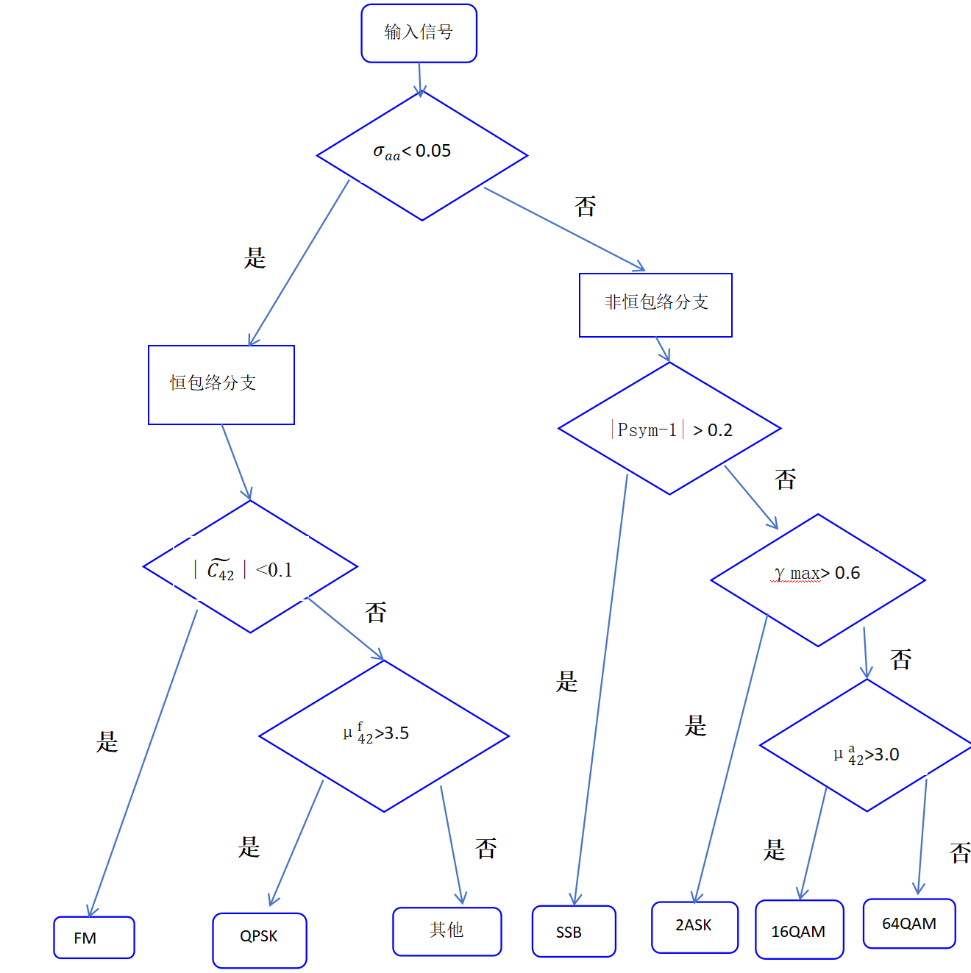 输入信号
σaa< 0.05
否
是
非恒包络分支
恒包络分支
|Psym-1| > 0.2
否
| C̃42 | <0.1
γ max> 0.6
否
是
否
μf42>3.5
是
是
μa42>3.0
是
否
是
否
FM
QPSK
其他
SSB
2ASK
16QAM
64QAM